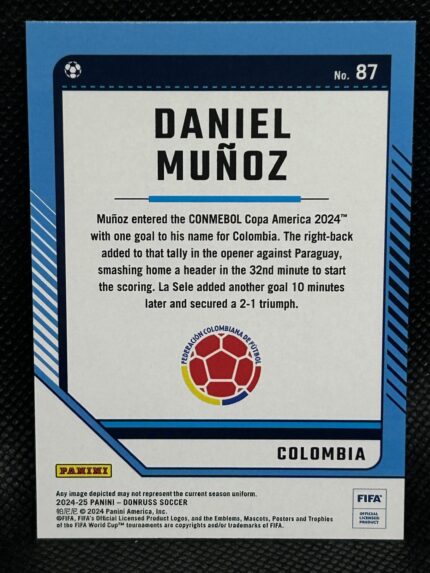 No. 87
DANIEL
MUÑOZ
Muñoz entered the CONMEBOL Copa America 2024™
with one goal to his name for Colombia. The right-back
added to that tally in the opener against Paraguay,
smashing home a header in the 32nd minute to start
the scoring. La Sele added another goal 10 minutes
later and secured a 2-1 triumph.
FEDERACIÓN COLOMBIANA DE FÚTBOL
COLOMBIA
PANINI
Any image depicted may not represent the current season uniform.
2024-25 PANINI – DONRUSS SOCCER
帕尼尼 © 2024 Panini America, Inc.
©FIFA, FIFA's Official Licensed Product Logos, and the Emblems, Mascots, Posters and Trophies
of the FIFA World Cup™ tournaments are copyrights and/or trademarks of FIFA.
FIFA
OFFICIAL
LICENSED
PRODUCT